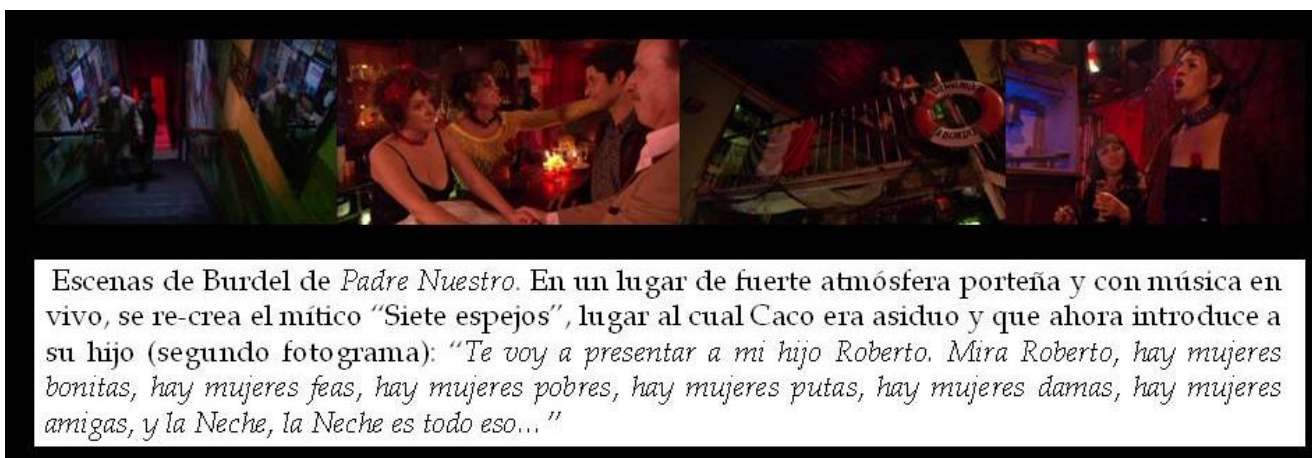 BIENVENIDO
A BORDO
Escenas de Burdel de Padre Nuestro. En un lugar de fuerte atmósfera porteña y con música en
vivo, se re-crea el mítico “Siete espejos”, lugar al cual Caco era asiduo y que ahora introduce a
su hijo (segundo fotograma): “Te voy a presentar a mi hijo Roberto. Mira Roberto, hay mujeres
bonitas, hay mujeres feas, hay mujeres pobres, hay mujeres putas, hay mujeres damas, hay mujeres
amigas, y la Neche, la Neche es todo eso...”